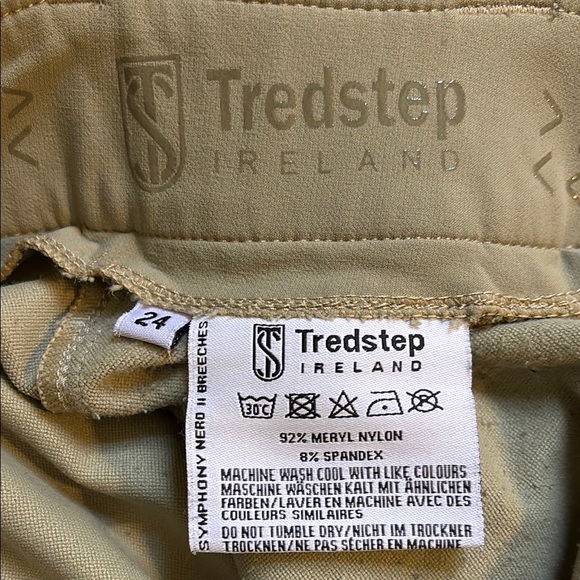 Tredstep
IRELAND
24
SYMPHONY NERO II BREECHES
Tredstep
IRELAND
30°C
92% MERYL NYLON
8% SPANDEX
MACHINE WASH COOL WITH LIKE COLOURS
MASCHINE WÄSCHEN KALT MIT ÄHNLICHEN
FARBEN/LAVER EN MACHINE AVEC DES
COULEURS SIMILAIRES
DO NOT TUMBLE DRY/NICHT IM TROCKNER
TROCKNEN/NE PAS SÉCHER EN MACHINE